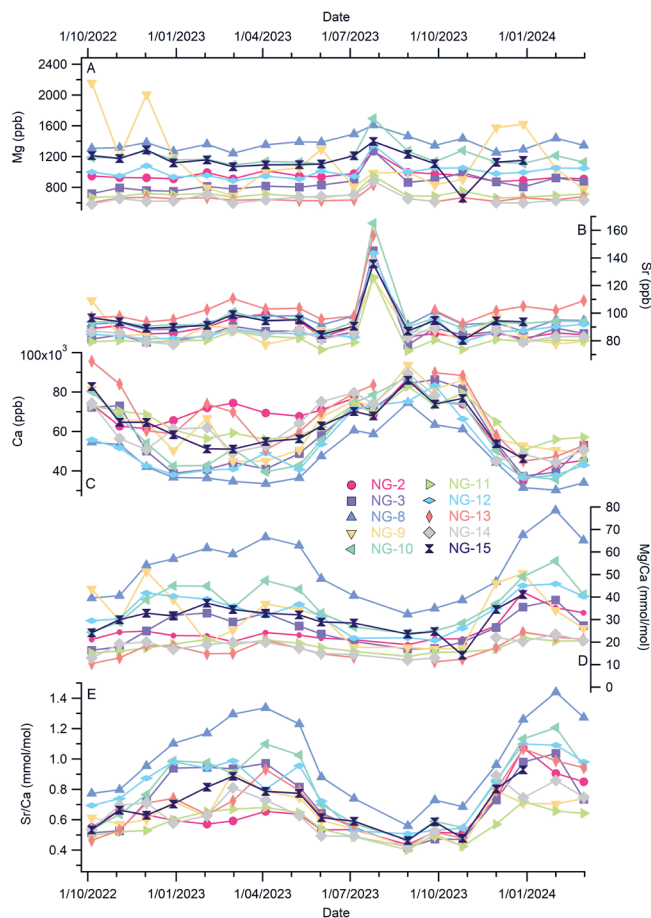 Date
1/10/2022 1/01/2023 1/04/2023 1/07/2023 1/10/2023 1/01/2024
A
2400
2000
1600
1200
800
Mg (ppb)
B
160
140
120
100
80
Sr (ppb)
100x10³
80
60
40
Ca (ppb)
C
NG-2 NG-11
NG-3 NG-12
NG-8 NG-13
NG-9 NG-14
NG-10 NG-15
80
70
60
50
40
30
20
10
0
Mg/Ca (mmol/mol)
D
E
1.4
1.2
1.0
0.8
0.6
0.4
Sr/Ca (mmol/mol)
1/10/2022 1/01/2023 1/04/2023 1/07/2023 1/10/2023 1/01/2024
Date